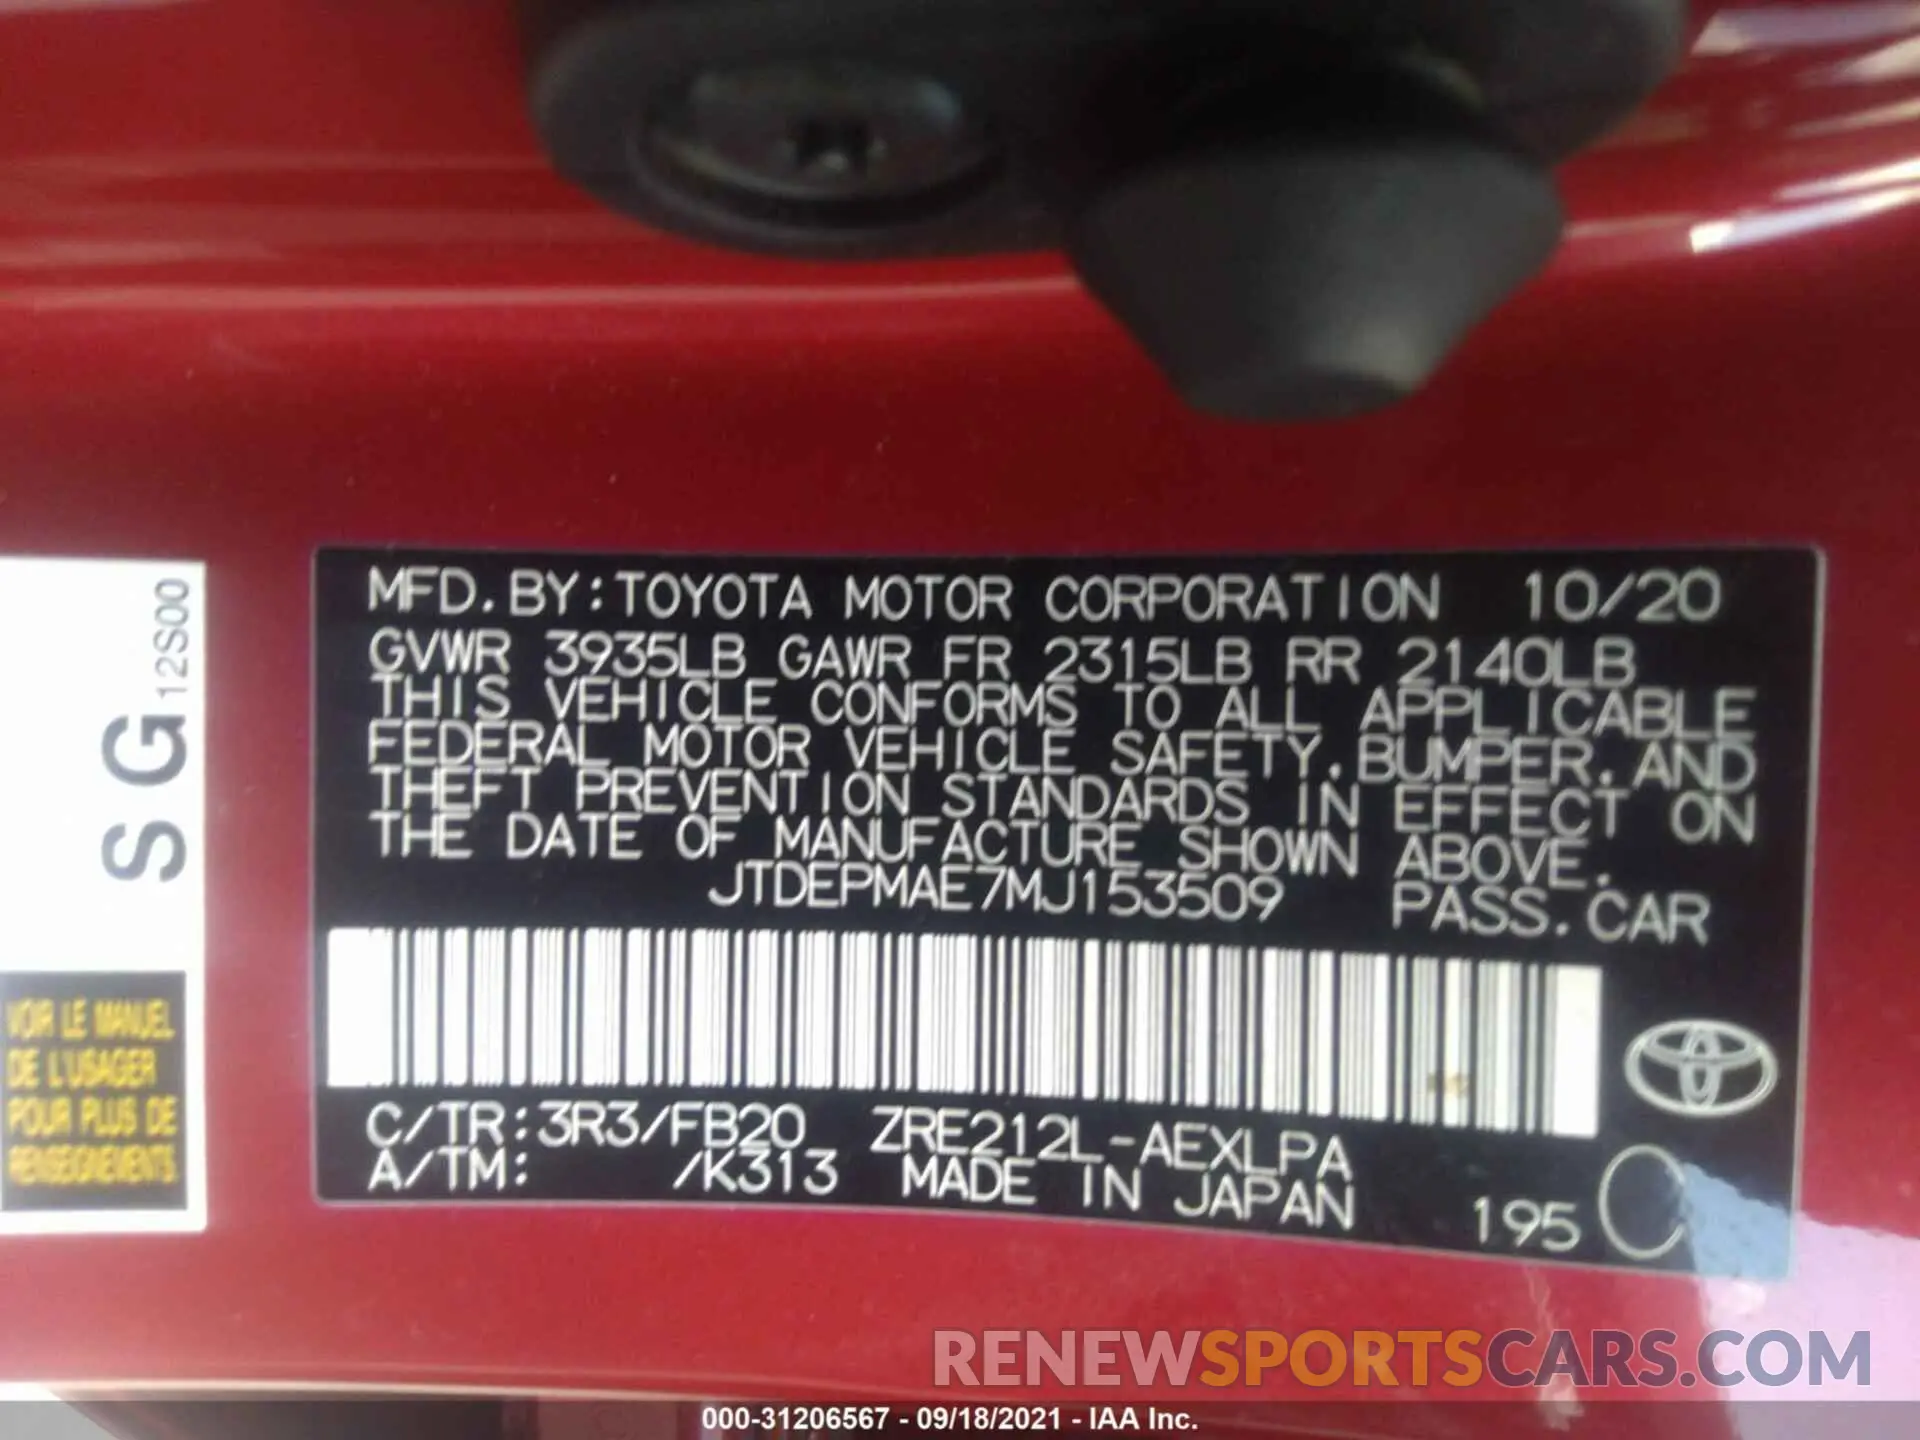 MFD. BY: TOYOTA MOTOR CORPORATION 10/20
GVWR 3935LB GAWR FR 2315LB RR 2140LB
THIS VEHICLE CONFORMS TO ALL APPLICABLE
FEDERAL MOTOR VEHICLE SAFETY, BUMPER, AND
THEFT PREVENTION STANDARDS IN EFFECT ON
THE DATE OF MANUFACTURE SHOWN ABOVE.
JTDEPMAE7MJ153509 PASS. CAR
C/TR: 3R3/FB20 ZRE212L-AEXLPA
A/TM: /K313 MADE IN JAPAN 195 C
SG 12S00
VOIR LE MANUEL
DE L'USAGER
POUR PLUS DE
RENSEIGNEMENTS
RENEWSPORTSCARS.COM
000-31206567 - 09/18/2021 - IAA Inc.